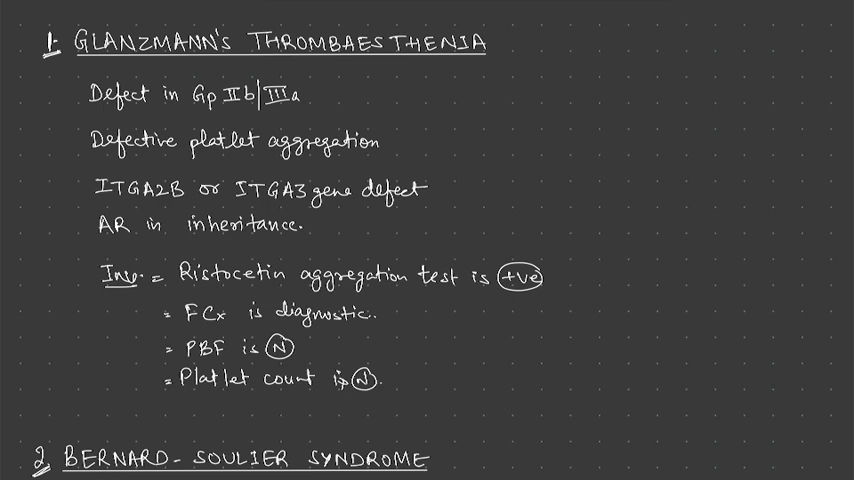 1. GLANZMANN'S THROMBAESTHENIA
Defect in Gp IIb/IIIa
Defective platlet aggregation
ITGA2B or ITGA3 gene defect
AR in inheritance.
Inv. = Ristocetin aggregation test is +ve
= FCx is diagnostic.
= PBF is N
= Platlet count is N.
2 BERNARD - SOULIER SYNDROME